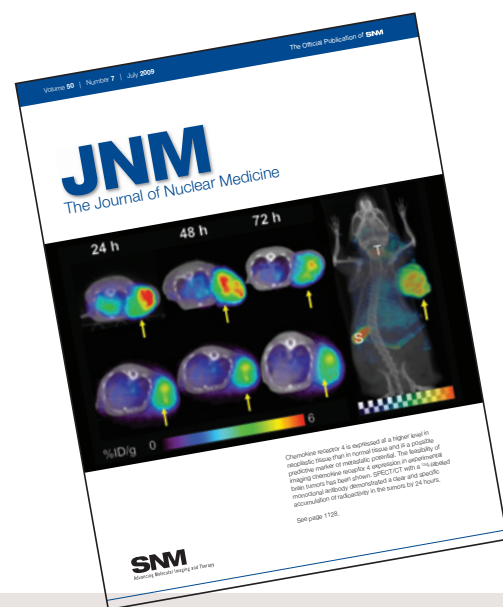 Volume 50 | Number 7 | July 2009
The Official Publication of SNM
JNM
The Journal of Nuclear Medicine
24 h
48 h
72 h
T
S
%ID/g 0 6
Chemokine receptor 4 is expressed at a higher level in
neoplastic tissue than in normal tissue and is a possible
predictive marker of metastatic potential. The feasibility of
imaging chemokine receptor 4 expression in experimental
brain tumors has been shown. SPECT/CT with a ¹²⁵I-labeled
monoclonal antibody demonstrated a clear and specific
accumulation of radioactivity in the tumors by 24 hours.
See page 1128.
SNM
Advancing Molecular Imaging and Therapy